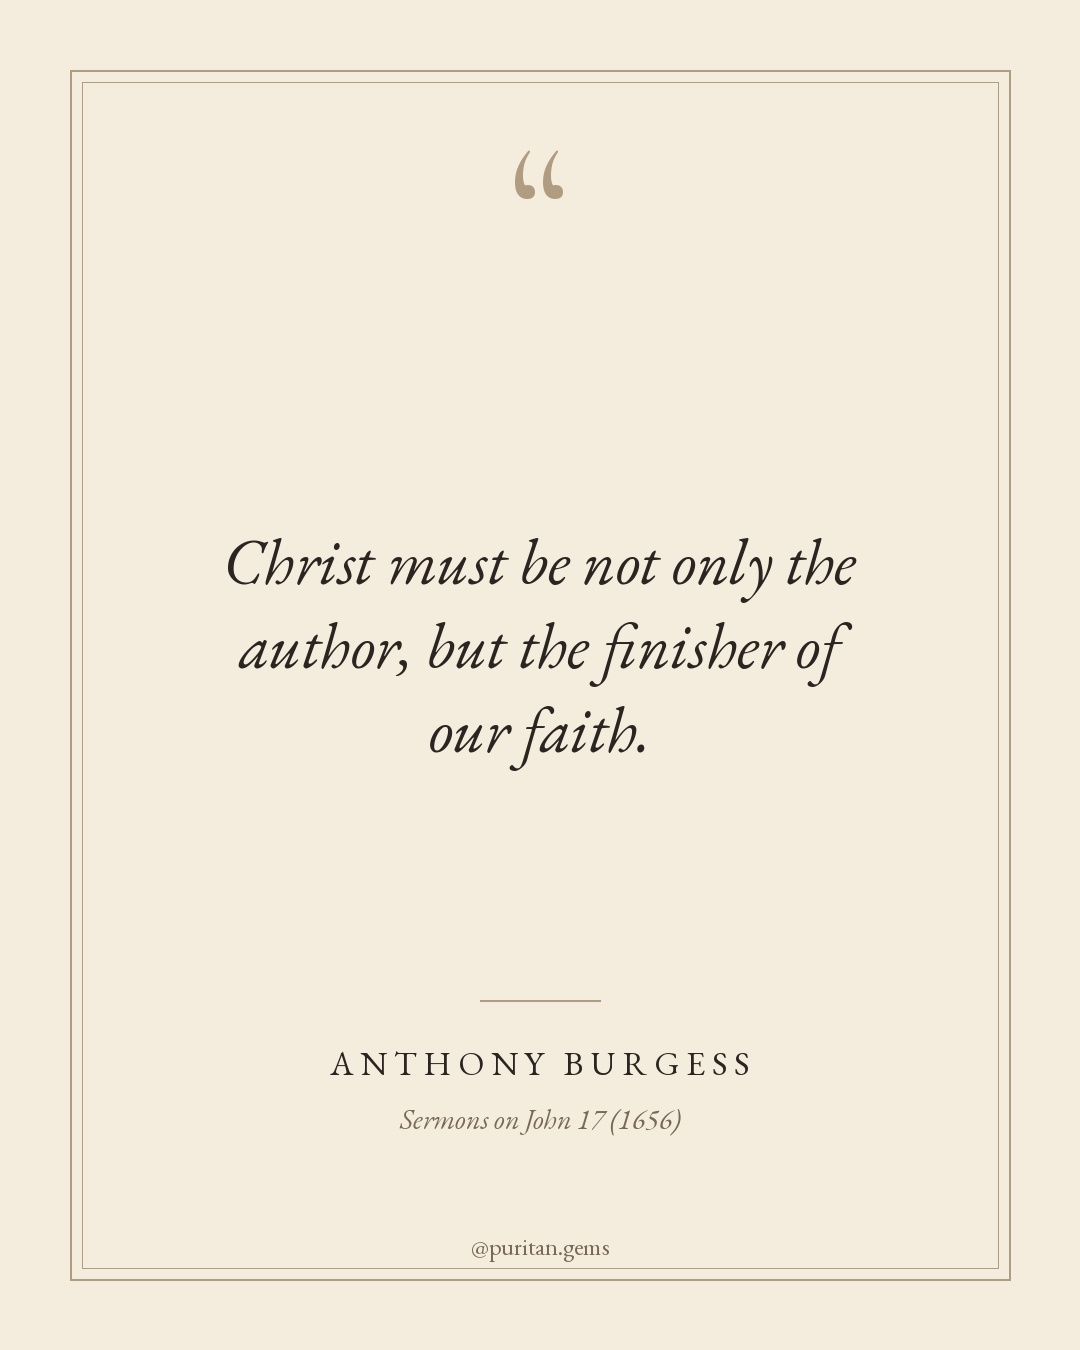 “
Christ must be not only the
author, but the finisher of
our faith.
ANTHONY BURGESS
Sermons on John 17 (1656)
@puritan.gems